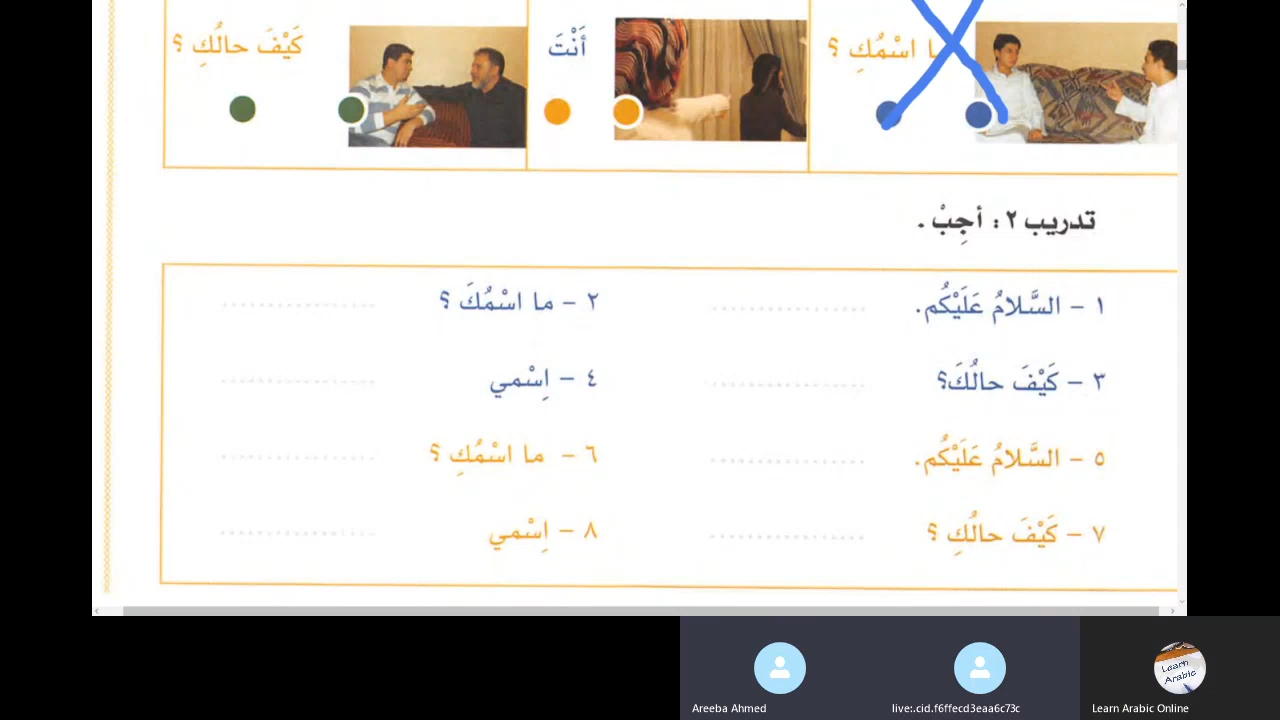 ا اسْمُكِ ؟
أَنْتَ
كَيْفَ حالُكِ ؟
تدريب ٢ : أجِبْ .
١ - السَّلامُ عَلَيْكُم. ....................
٢ - ما اسْمُكَ ؟ ....................
٣ - كَيْفَ حالُكَ؟ ....................
٤ - اِسْمي ....................
٥ - السَّلامُ عَلَيْكُم. ....................
٦ - ما اسْمُكِ ؟ ....................
٧ - كَيْفَ حالُكِ ؟ ....................
٨ - اِسْمي ....................
Learn Arabic
Areeba Ahmed
live:.cid.f6ffecd3eaa6c73c
Learn Arabic Online